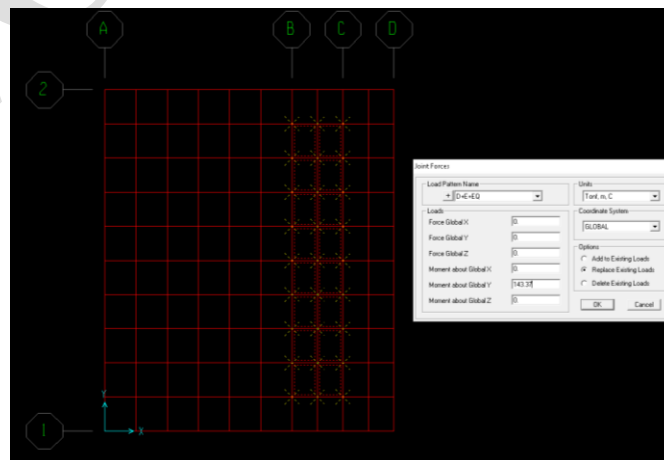 A B C D
2
1
Y
X
Joint Forces
Load Pattern Name
+ D+E+EQ
Units
Tonf, m, C
Loads
Force Global X 0.
Force Global Y 0.
Force Global Z 0.
Moment about Global X 0.
Moment about Global Y 143.37
Moment about Global Z 0.
Coordinate System
GLOBAL
Options
Add to Existing Loads
Replace Existing Loads
Delete Existing Loads
OK Cancel